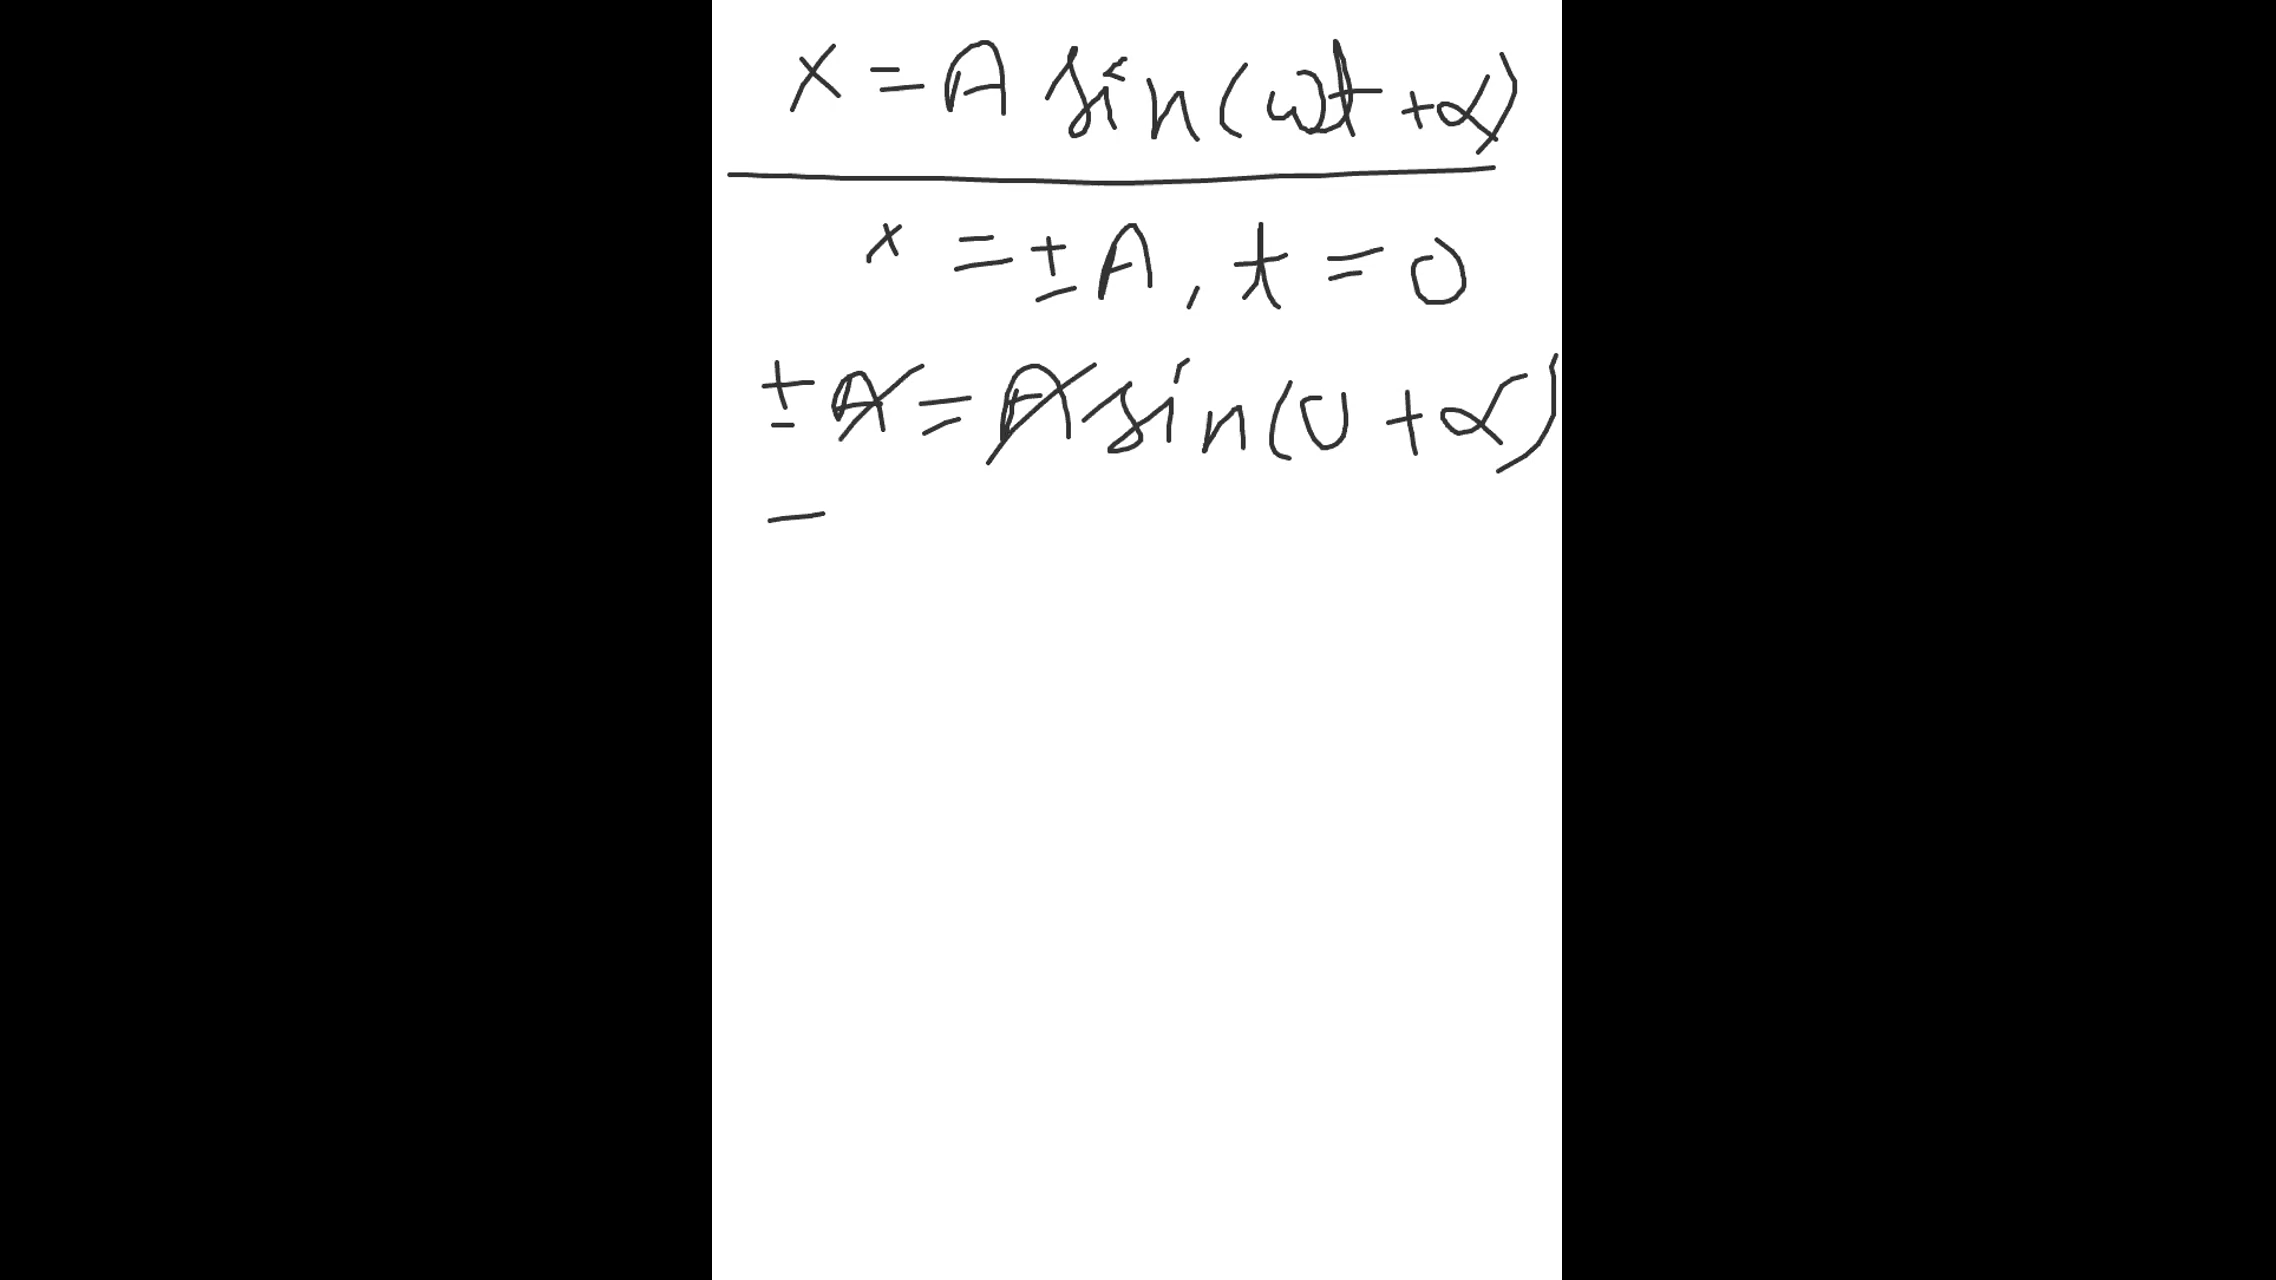 x = A sin(ωt + α)
x = ± A, t = 0
± A = A sin(0 + α)
−